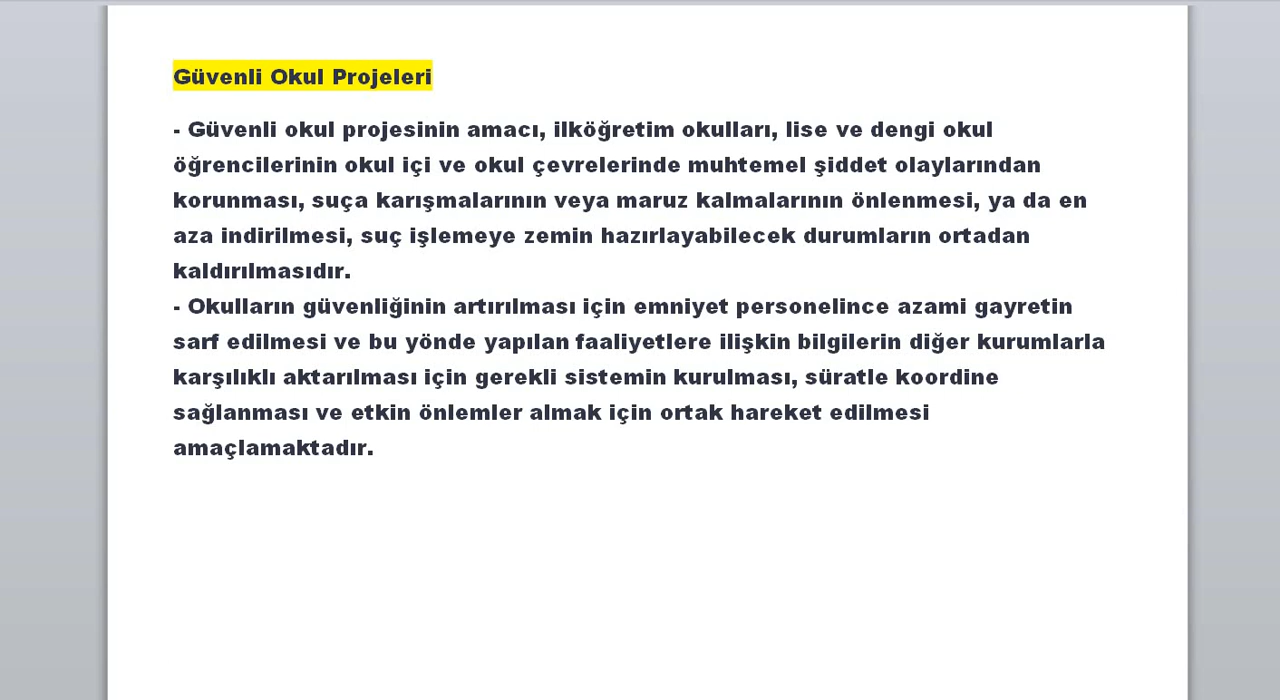 Güvenli Okul Projeleri
- Güvenli okul projesinin amacı, ilköğretim okulları, lise ve dengi okul
öğrencilerinin okul içi ve okul çevrelerinde muhtemel şiddet olaylarından
korunması, suça karışmalarının veya maruz kalmalarının önlenmesi, ya da en
aza indirilmesi, suç işlemeye zemin hazırlayabilecek durumların ortadan
kaldırılmasıdır.
- Okulların güvenliğinin artırılması için emniyet personelince azami gayretin
sarf edilmesi ve bu yönde yapılan faaliyetlere ilişkin bilgilerin diğer kurumlarla
karşılıklı aktarılması için gerekli sistemin kurulması, süratle koordine
sağlanması ve etkin önlemler almak için ortak hareket edilmesi
amaçlamaktadır.